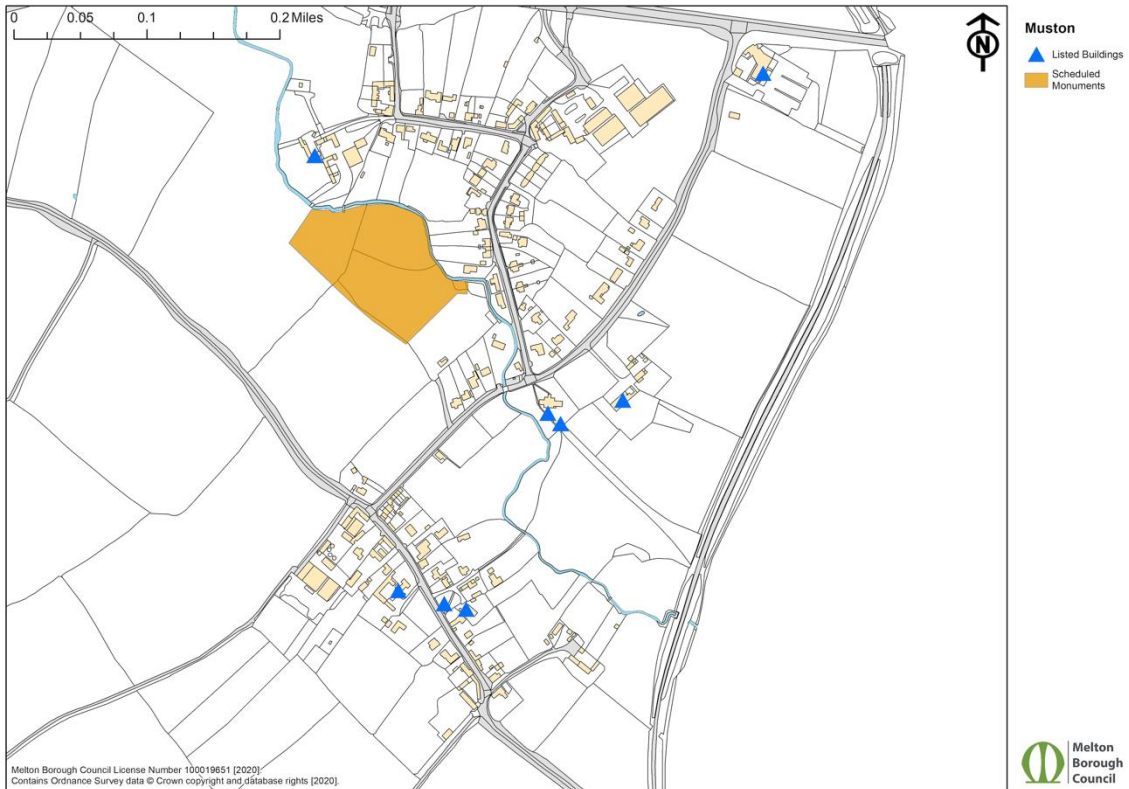 0 0.05 0.1 0.2 Miles
N
Muston
Listed Buildings
Scheduled
Monuments
Melton Borough Council License Number 100019651 [2020].
Contains Ordnance Survey data © Crown copyright and database rights [2020].
Melton
Borough
Council